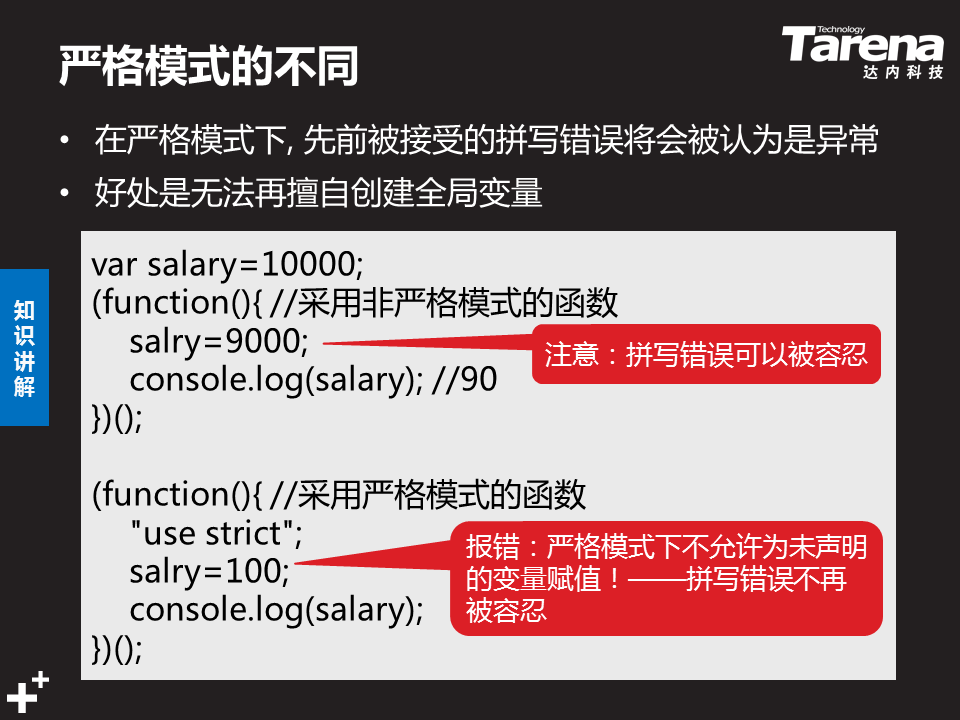 严格模式的不同
Technology
Tarena
达内科技
• 在严格模式下, 先前被接受的拼写错误将会被认为是异常
• 好处是无法再擅自创建全局变量
知识讲解
var salary=10000;
(function(){ //采用非严格模式的函数
salry=9000;
注意：拼写错误可以被容忍
console.log(salary); //90
})();
(function(){ //采用严格模式的函数
"use strict";
salry=100;
报错：严格模式下不允许为未声明
的变量赋值！——拼写错误不再
被容忍
console.log(salary);
})();